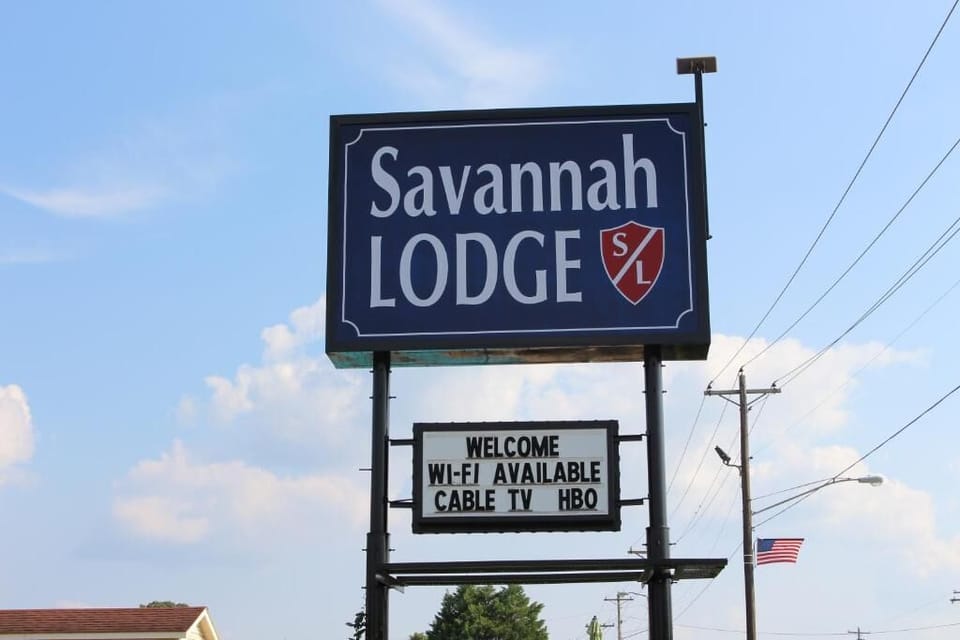 Savannah
LODGE
S/L
WELCOME
WI-FI AVAILABLE
CABLE TV HBO